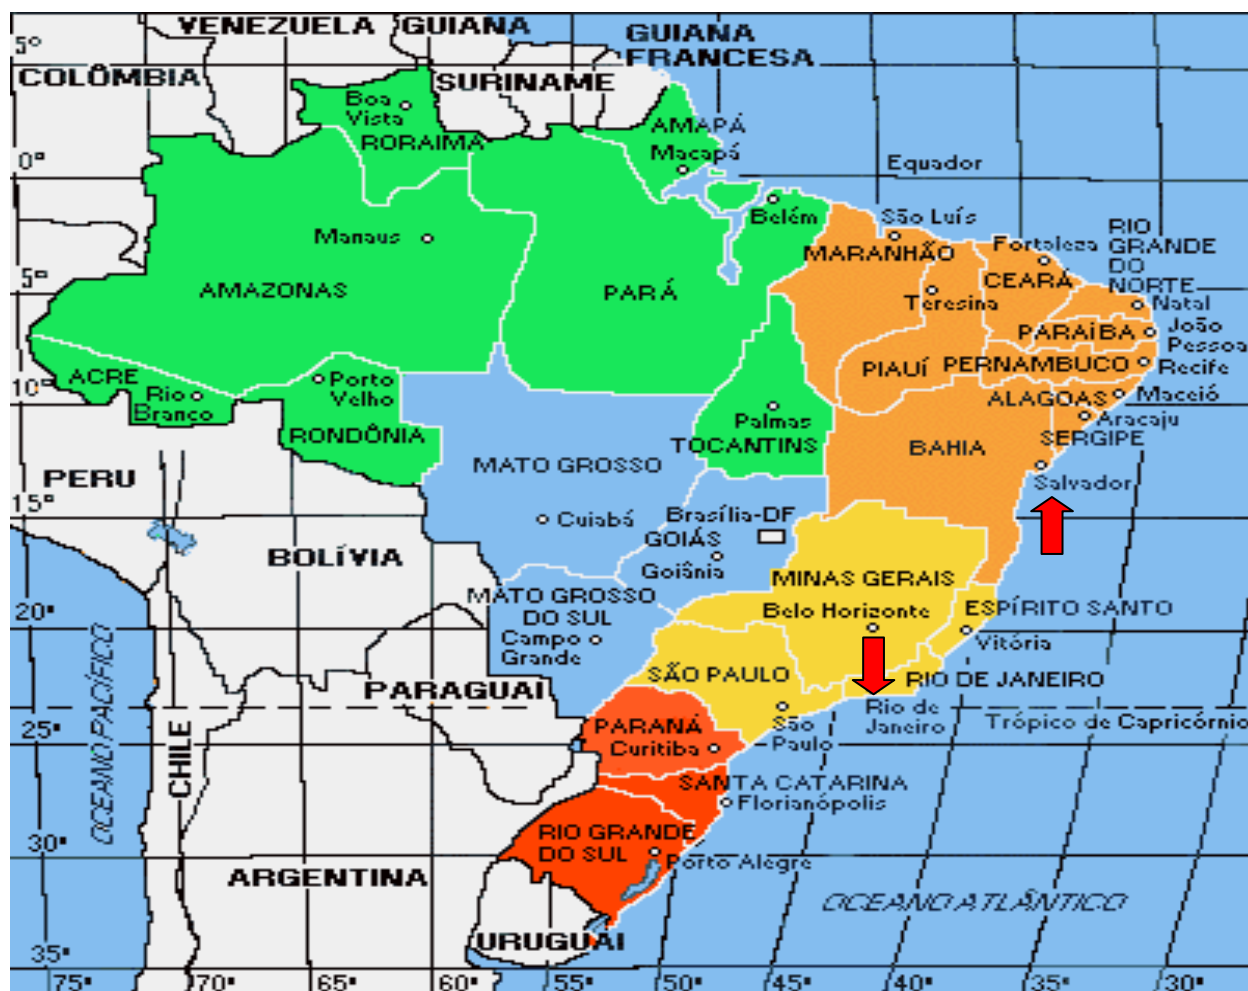 VENEZUELA
GUIANA
GUIANA
FRANCESA
5°
COLÔMBIA
SURINAME
Boa
Vista
RORAIMA
AMAPÁ
Macapá
0°
Equador
Belém
São Luís
RIO
GRANDE
DO
NORTE
Manaus
MARANHÃO
Fortaleza
CEARÁ
5°
AMAZONAS
PARÁ
Teresina
Natal
PARAíBA
João
Pessoa
ACRE
Rio
Branco
Porto
Velho
PIAUí
PERNAMBUCO
Recife
10°
ALAGOAS
Maceió
Palmas
TOCANTINS
Aracaju
RONDÔNIA
BAHIA
SERGIPE
MATO GROSSO
PERU
Salvador
15°
Cuiabá
Brasília-DF
GOIÁS
Goiânia
BOLíVIA
MINAS GERAIS
MATO GROSSO
DO SUL
Campo
Grande
Belo Horizonte
ESPÍRITO SANTO
Vitória
20°
OCEANO PACÍFICO
SÃO PAULO
RIO DE JANEIRO
PARAGUAI
Rio de
Janeiro
Trópico de Capricórnio
São
Paulo
CHILE
PARANÁ
Curitiba
25°
SANTA CATARINA
Florianópolis
RIO GRANDE
DO SUL
Porto Alegre
30°
ARGENTINA
OCEANO ATLÂNTICO
URUGUAI
35°
75°
70°
65°
60°
55°
50°
45°
40°
35°
30°